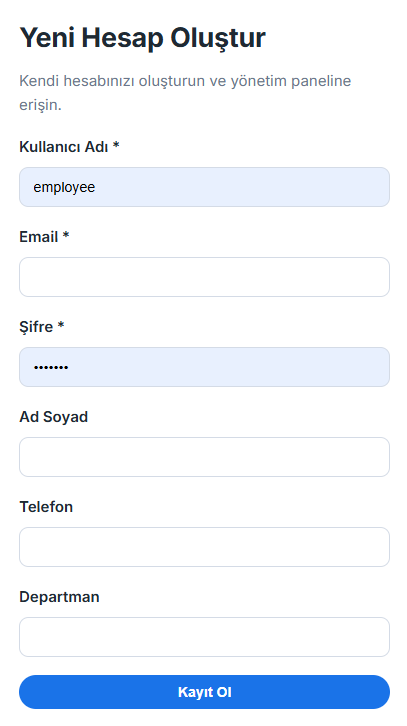 Yeni Hesap Oluştur
Kendi hesabınızı oluşturun ve yönetim paneline
erişin.
Kullanıcı Adı *
employee
Email *
Şifre *
•••••••
Ad Soyad
Telefon
Departman
Kayıt Ol